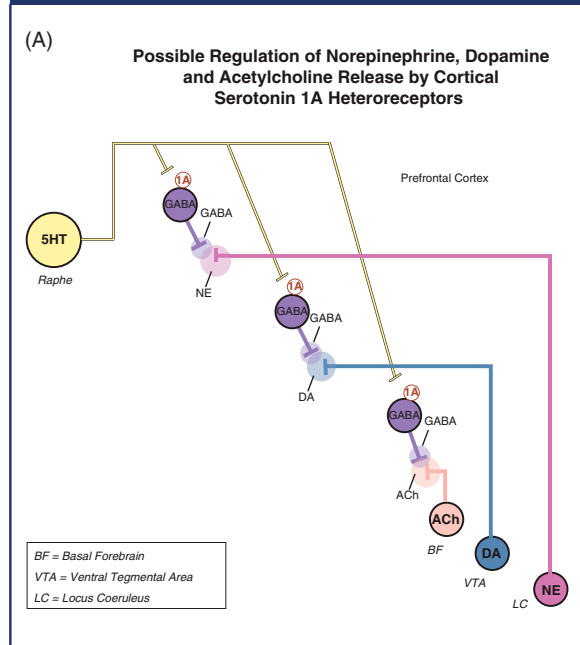 (A)
Possible Regulation of Norepinephrine, Dopamine
and Acetylcholine Release by Cortical
Serotonin 1A Heteroreceptors
Prefrontal Cortex
1A
GABA
GABA
5HT
Raphe
NE
1A
GABA
GABA
DA
1A
GABA
GABA
ACh
ACh
BF
DA
VTA
NE
LC
BF = Basal Forebrain
VTA = Ventral Tegmental Area
LC = Locus Coeruleus